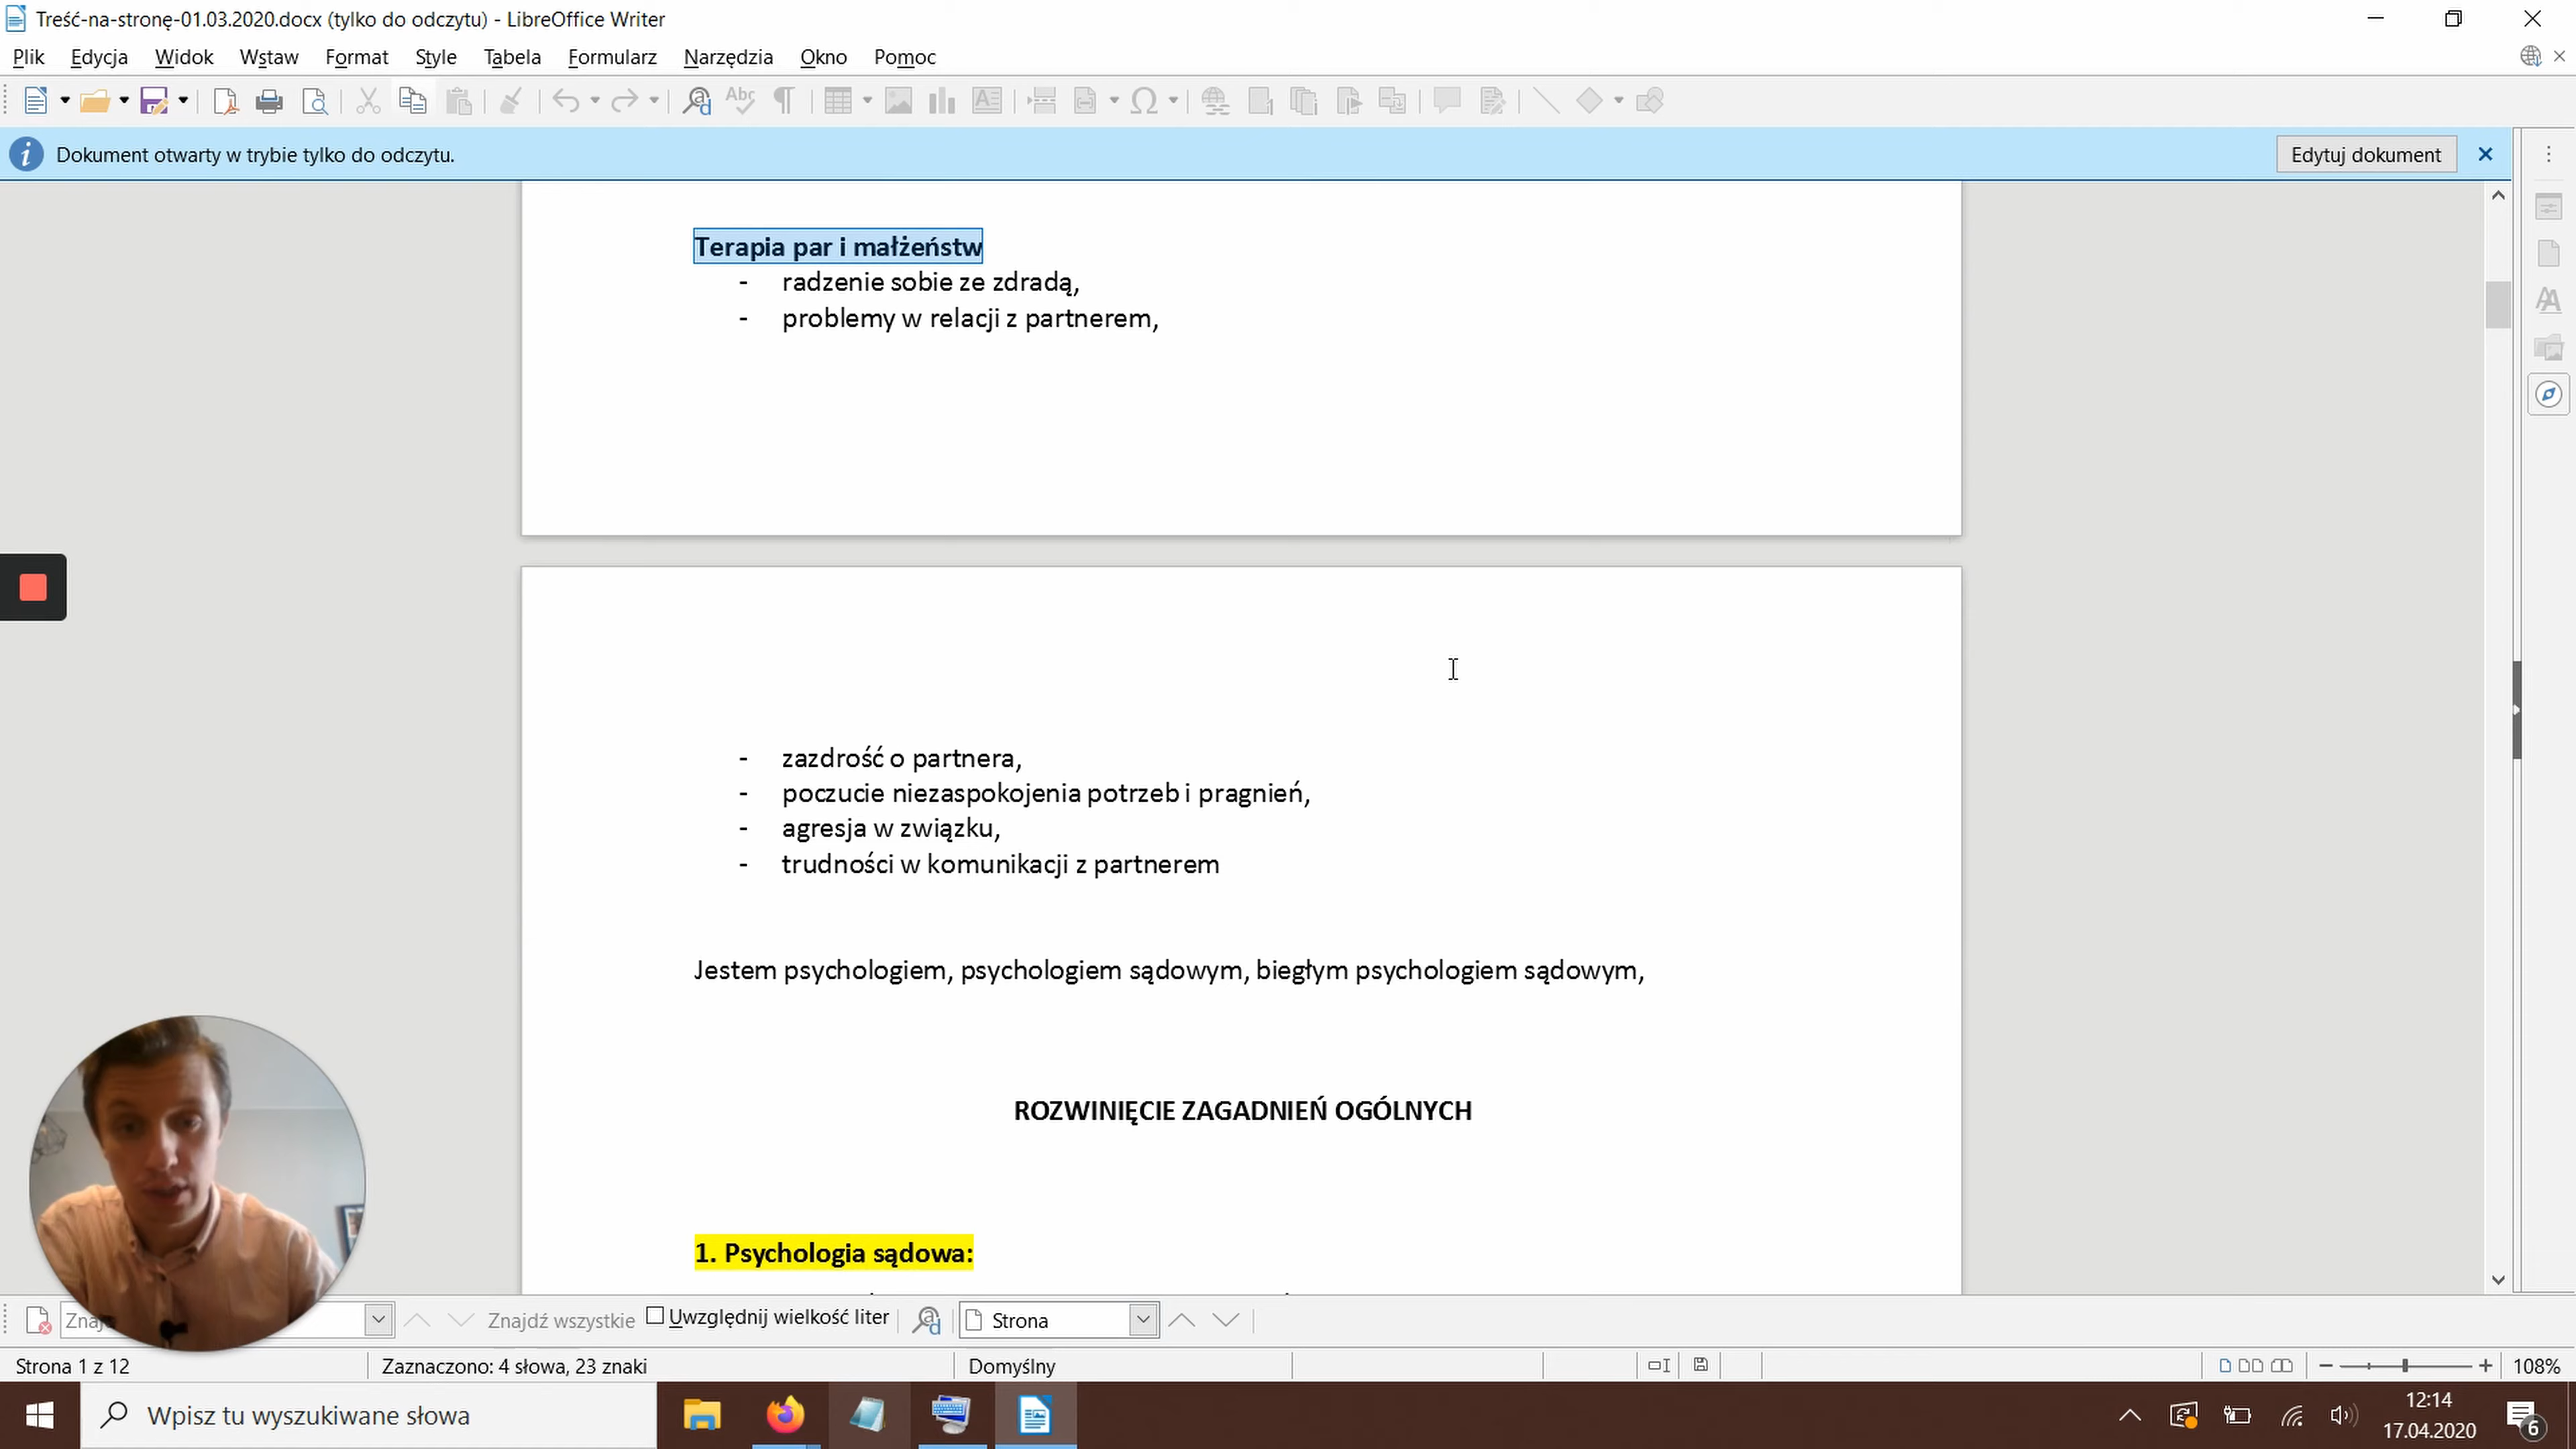 Treść-na-stronę-01.03.2020.docx (tylko do odczytu) - LibreOffice Writer
Plik Edycja Widok Wstaw Format Style Tabela Formularz Narzędzia Okno Pomoc
Dokument otwarty w trybie tylko do odczytu.
Edytuj dokument
Terapia par i małżeństw
- radzenie sobie ze zdradą,
- problemy w relacji z partnerem,
- zazdrość o partnera,
- poczucie niezaspokojenia potrzeb i pragnień,
- agresja w związku,
- trudności w komunikacji z partnerem
Jestem psychologiem, psychologiem sądowym, biegłym psychologiem sądowym,
ROZWINIĘCIE ZAGADNIEŃ OGÓLNYCH
1. Psychologia sądowa:
Znajdź wszystkie Uwzględnij wielkość liter Strona
Strona 1 z 12 Zaznaczono: 4 słowa, 23 znaki Domyślny 108%
Wpisz tu wyszukiwane słowa
12:14
17.04.2020
6